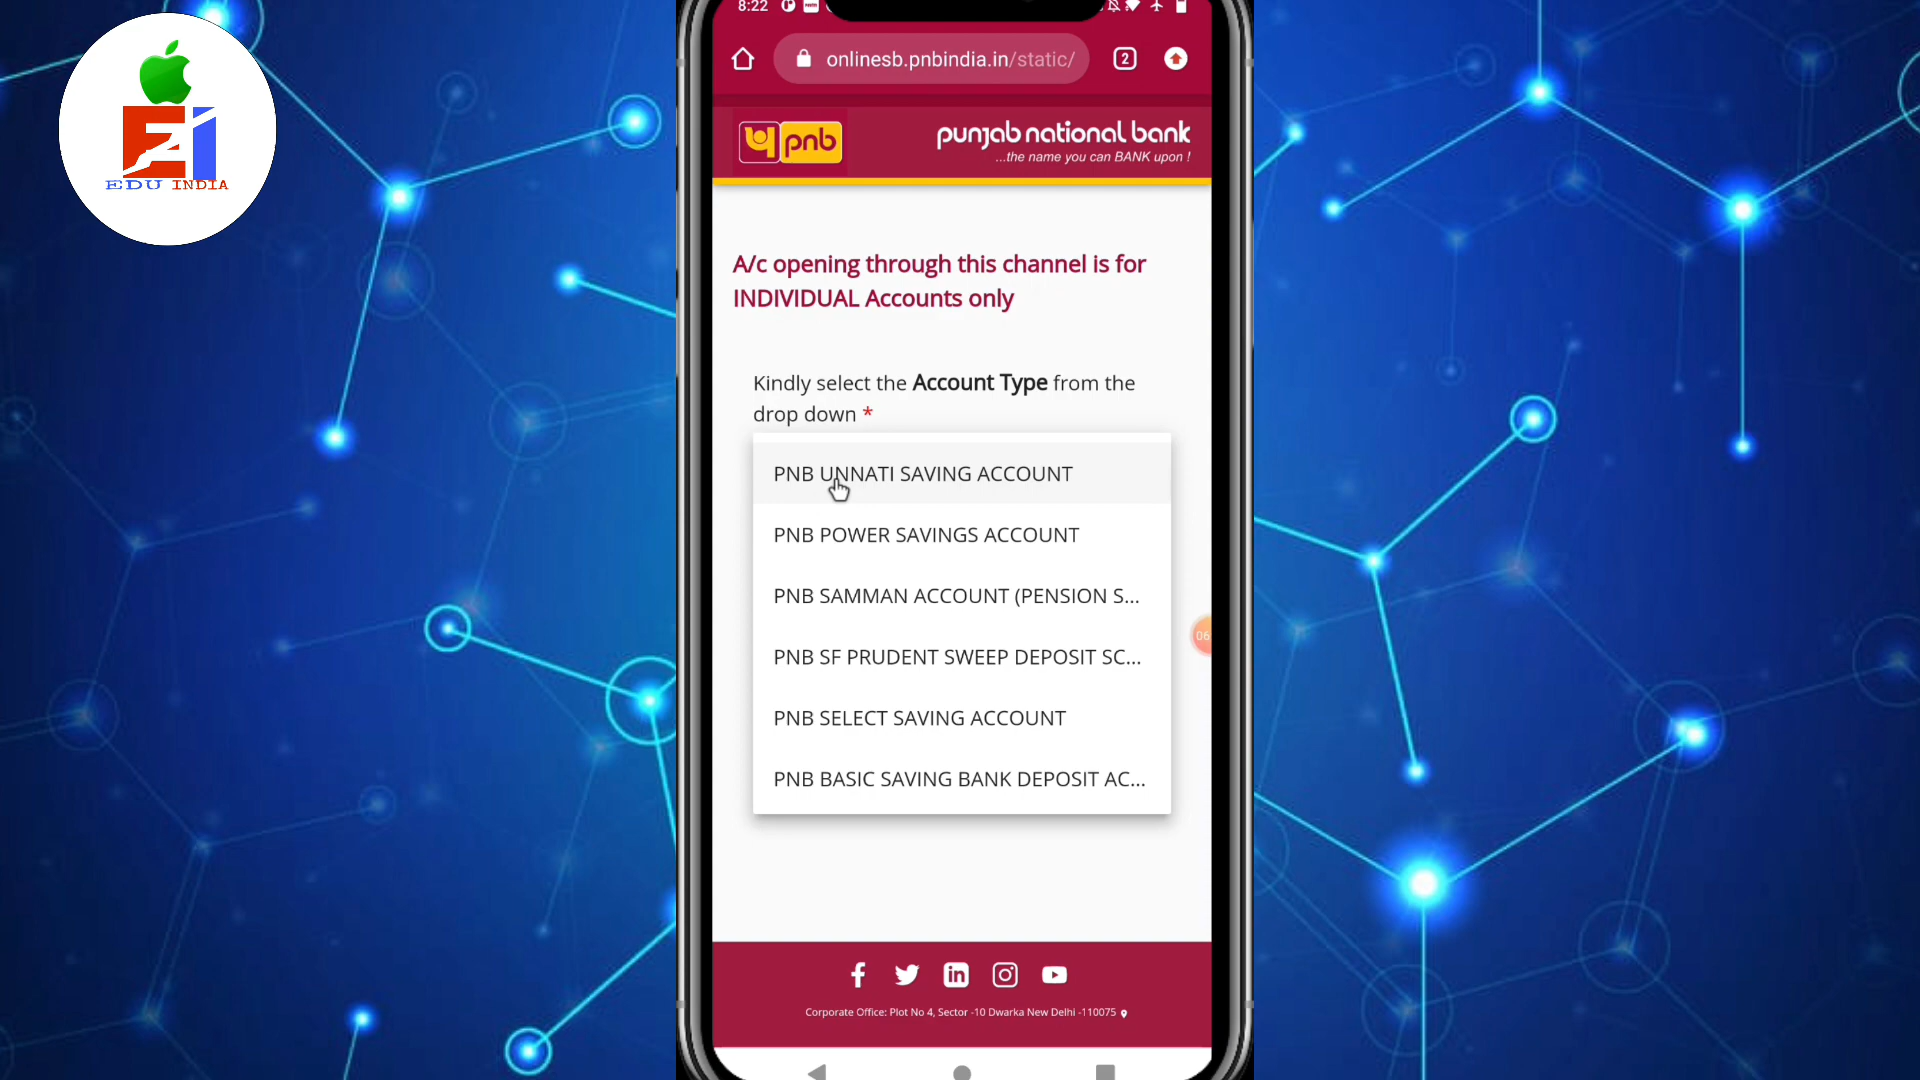 8:22
EDU INDIA
onlinesb.pnbindia.in/static/
2
pnb
punjab national bank
...the name you can BANK upon !
A/c opening through this channel is for
INDIVIDUAL Accounts only
Kindly select the Account Type from the
drop down *
PNB UNNATI SAVING ACCOUNT
PNB POWER SAVINGS ACCOUNT
PNB SAMMAN ACCOUNT (PENSION S...
06
PNB SF PRUDENT SWEEP DEPOSIT SC...
PNB SELECT SAVING ACCOUNT
PNB BASIC SAVING BANK DEPOSIT AC...
Corporate Office: Plot No 4, Sector -10 Dwarka New Delhi -110075